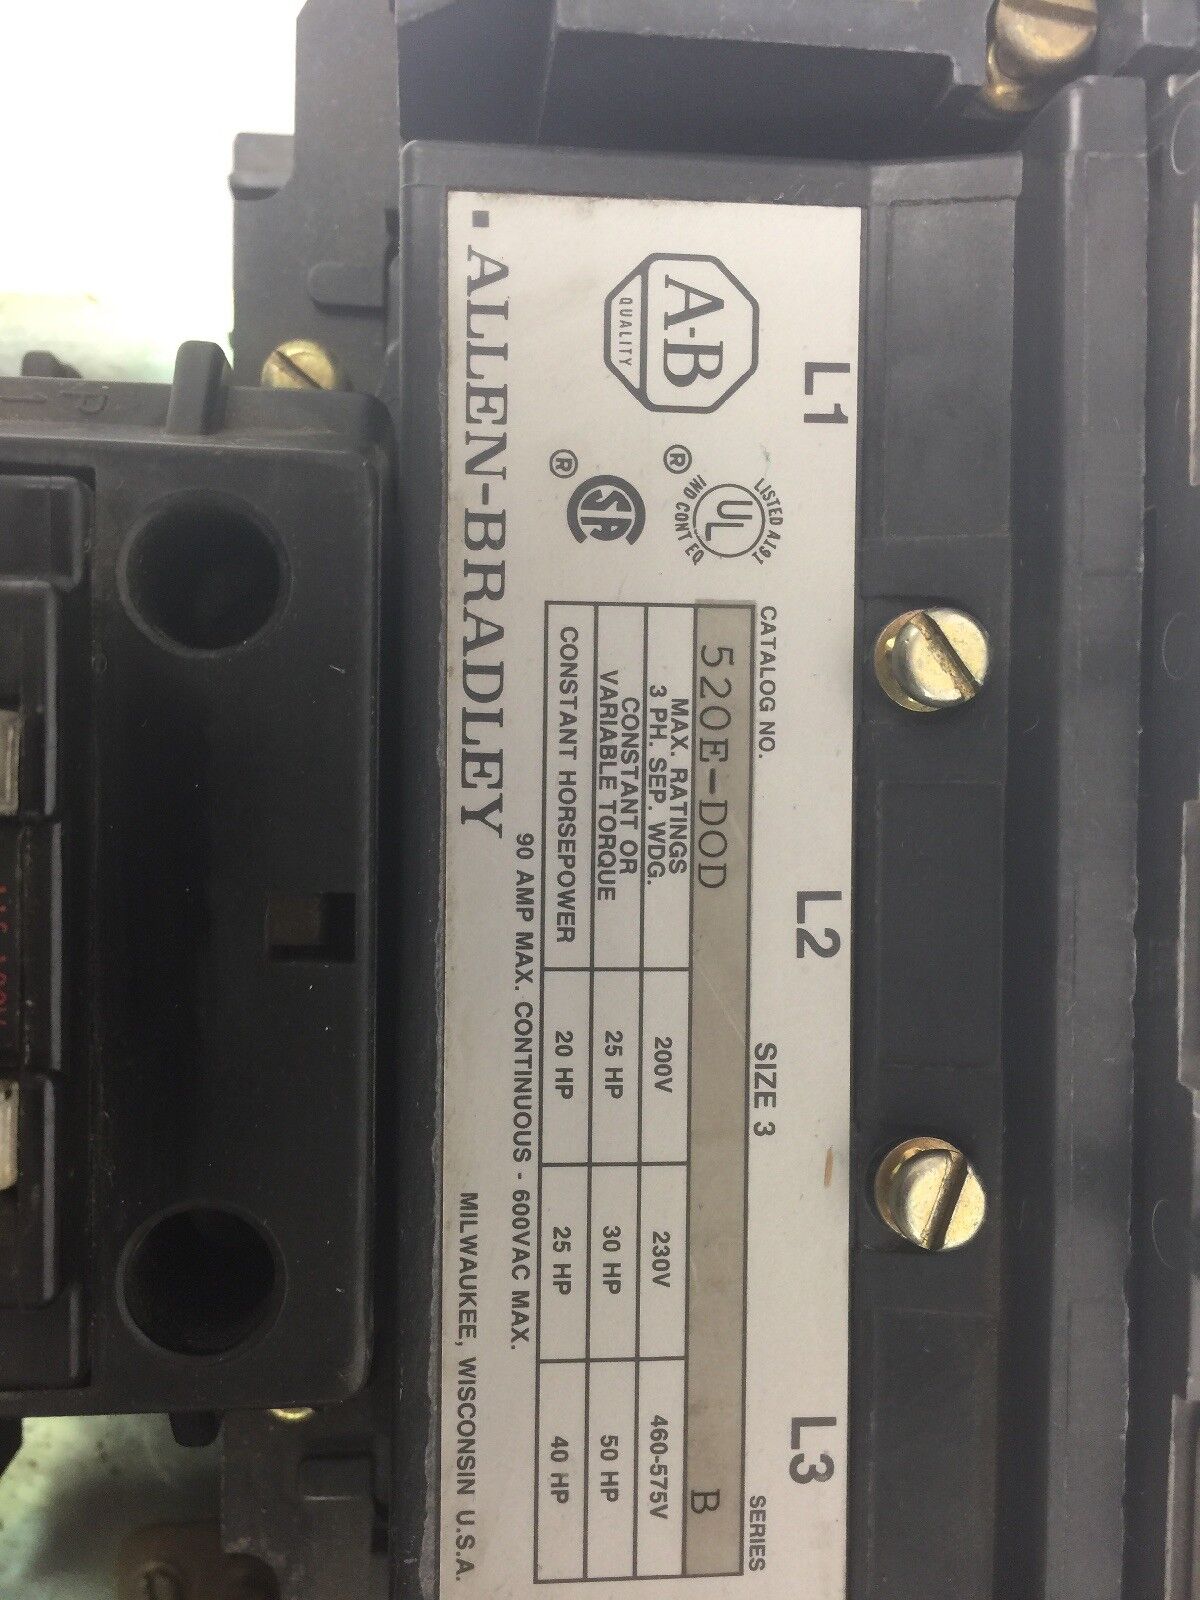 L1 L2 L3
A-B
QUALITY
®
LISTED A197
UL
IND CONT EQ
SA
®
CATALOG NO. SIZE 3 SERIES
520E-DOD B
MAX. RATINGS
3 PH. SEP. WDG. 200V 230V 460-575V
CONSTANT OR
VARIABLE TORQUE 25 HP 30 HP 50 HP
CONSTANT HORSEPOWER 20 HP 25 HP 40 HP
90 AMP MAX. CONTINUOUS - 600VAC MAX.
ALLEN-BRADLEY
MILWAUKEE, WISCONSIN U.S.A.